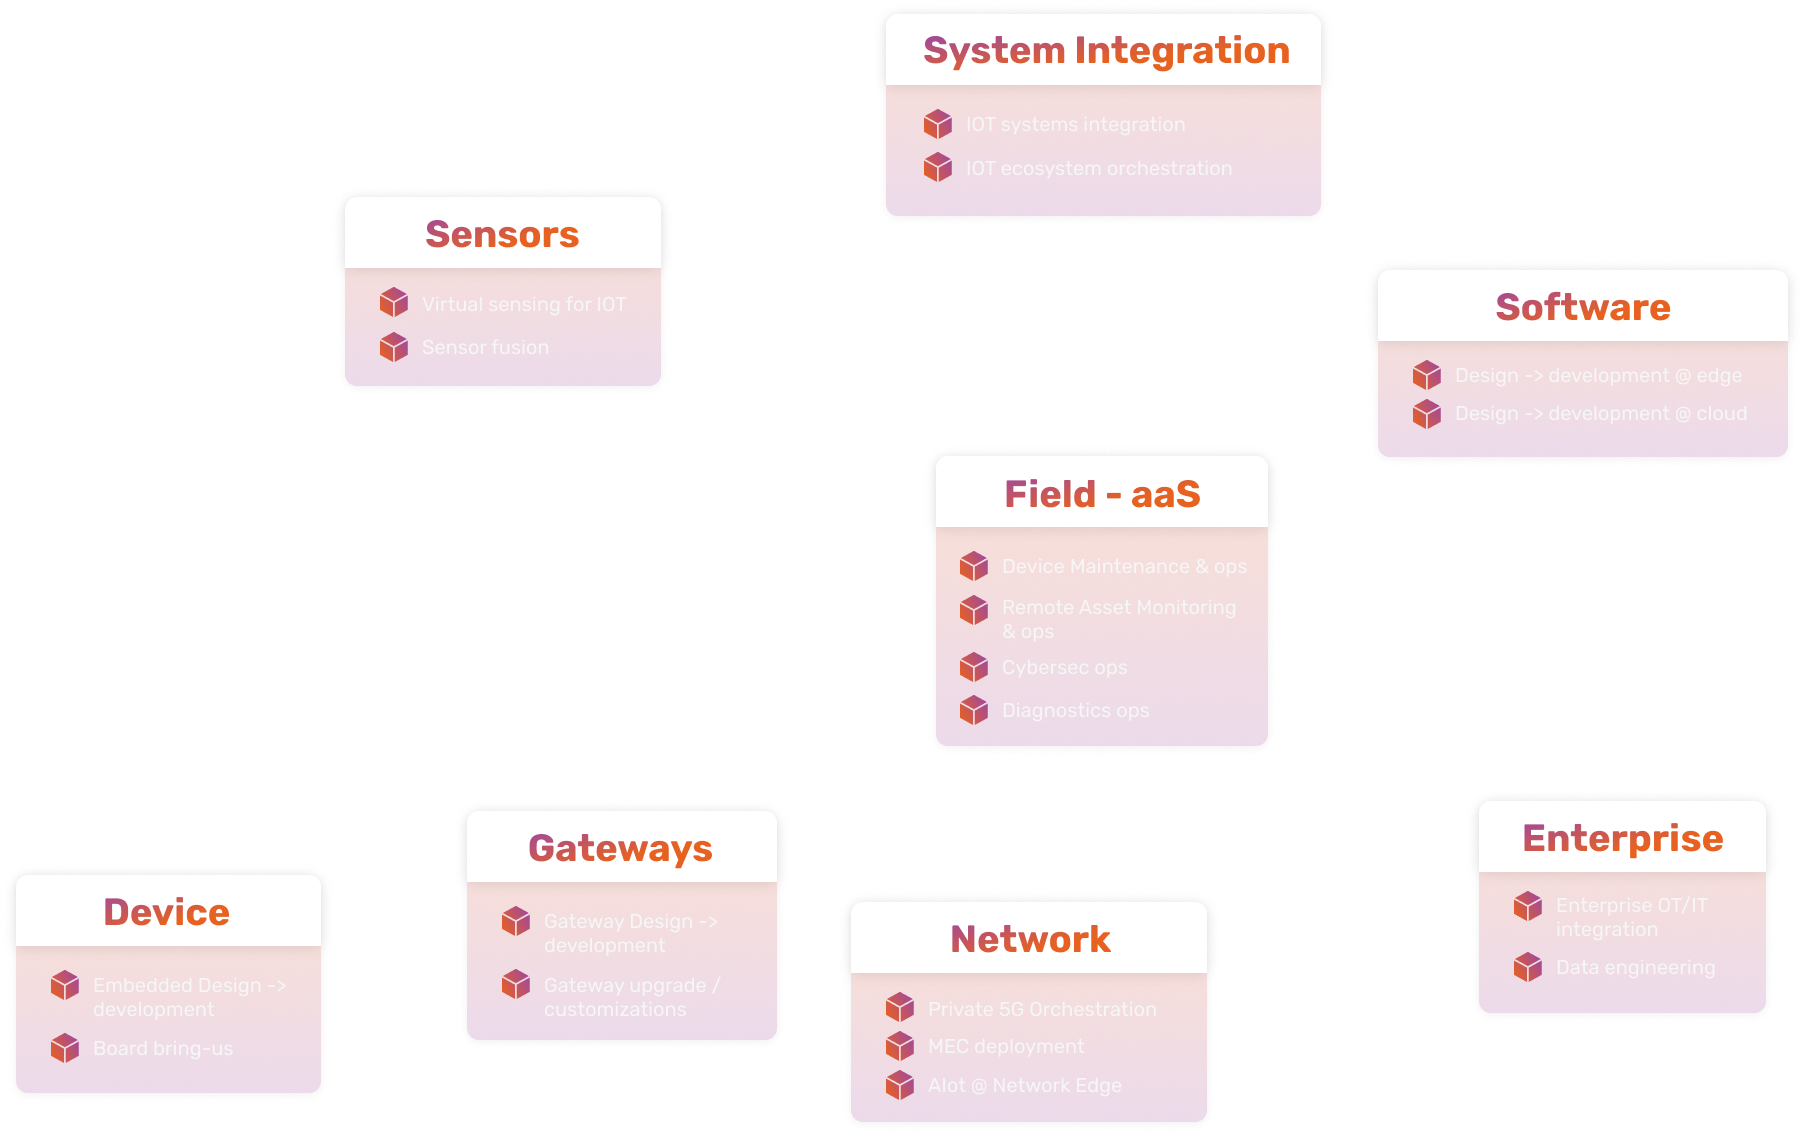 System Integration
IOT systems integration
IOT ecosystem orchestration
Sensors
Virtual sensing for IOT
Sensor fusion
Software
Design -> development @ edge
Design -> development @ cloud
Field - aaS
Device Maintenance & ops
Remote Asset Monitoring
& ops
Cybersec ops
Diagnostics ops
Device
Embedded Design ->
development
Board bring-us
Gateways
Gateway Design ->
development
Gateway upgrade /
customizations
Network
Private 5G Orchestration
MEC deployment
AIot @ Network Edge
Enterprise
Enterprise OT/IT
integration
Data engineering